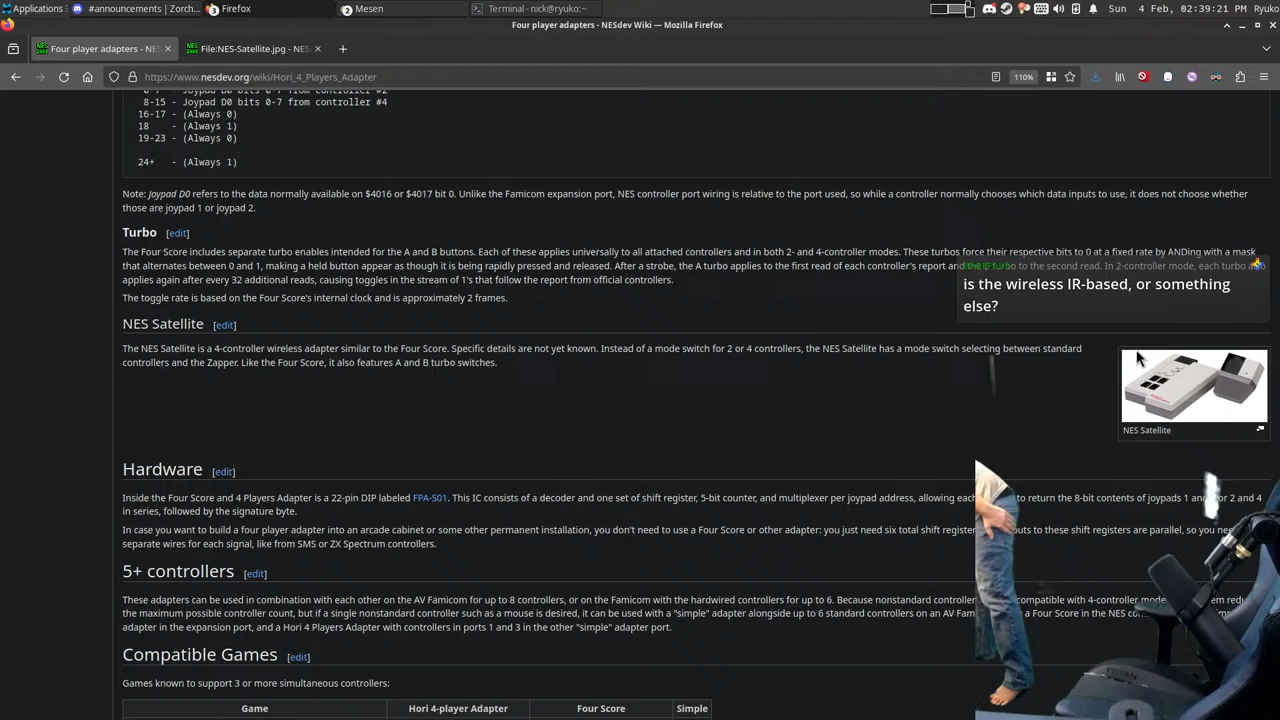 Applications
#announcements | Zorch...
3 Firefox
2 Mesen
Terminal - nick@ryuko:~
Sun 4 Feb, 02:39:21 PM Ryuko
Four player adapters - NESdev Wiki — Mozilla Firefox
Four player adapters - NES
File:NES-Satellite.jpg - NES
https://www.nesdev.org/wiki/Hori_4_Players_Adapter
110%
0-7 - Joypad D0 bits 0-7 from controller #2
8-15 - Joypad D0 bits 0-7 from controller #4
16-17 - (Always 0)
18 - (Always 1)
19-23 - (Always 0)
24+ - (Always 1)
Note: Joypad D0 refers to the data normally available on $4016 or $4017 bit 0. Unlike the Famicom expansion port, NES controller port wiring is relative to the port used, so while a controller normally chooses which data inputs to use, it does not choose whether
those are joypad 1 or joypad 2.
Turbo [edit]
The Four Score includes separate turbo enables intended for the A and B buttons. Each of these applies universally to all attached controllers and in both 2- and 4-controller modes. These turbos force their respective bits to 0 at a fixed rate by ANDing with a mask
that alternates between 0 and 1, making a held button appear as though it is being rapidly pressed and released. After a strobe, the A turbo applies to the first read of each controller's report and the B turbo to the second read. In 2-controller mode, each turbo also
applies again after every 32 additional reads, causing toggles in the stream of 1's that follow the report from official controllers.
The toggle rate is based on the Four Score's internal clock and is approximately 2 frames.
is the wireless IR-based, or something
else?
NES Satellite [edit]
The NES Satellite is a 4-controller wireless adapter similar to the Four Score. Specific details are not yet known. Instead of a mode switch for 2 or 4 controllers, the NES Satellite has a mode switch selecting between standard
controllers and the Zapper. Like the Four Score, it also features A and B turbo switches.
NES Satellite
Hardware [edit]
Inside the Four Score and 4 Players Adapter is a 22-pin DIP labeled FPA-S01. This IC consists of a decoder and one set of shift register, 5-bit counter, and multiplexer per joypad address, allowing each to return the 8-bit contents of joypads 1 and or 2 and 4
in series, followed by the signature byte.
In case you want to build a four player adapter into an arcade cabinet or some other permanent installation, you don't need to use a Four Score or other adapter: you just need six total shift register uts to these shift registers are parallel, so you nee
separate wires for each signal, like from SMS or ZX Spectrum controllers.
5+ controllers [edit]
These adapters can be used in combination with each other on the AV Famicom for up to 8 controllers, or on the Famicom with the hardwired controllers for up to 6. Because nonstandard control compatible with 4-controller mode em redu
the maximum possible controller count, but if a single nonstandard controller such as a mouse is desired, it can be used with a "simple" adapter alongside up to 6 standard controllers on an AV Fam a Four Score in the NES con
adapter in the expansion port, and a Hori 4 Players Adapter with controllers in ports 1 and 3 in the other "simple" adapter port.
Compatible Games [edit]
Games known to support 3 or more simultaneous controllers:
Game Hori 4-player Adapter Four Score Simple